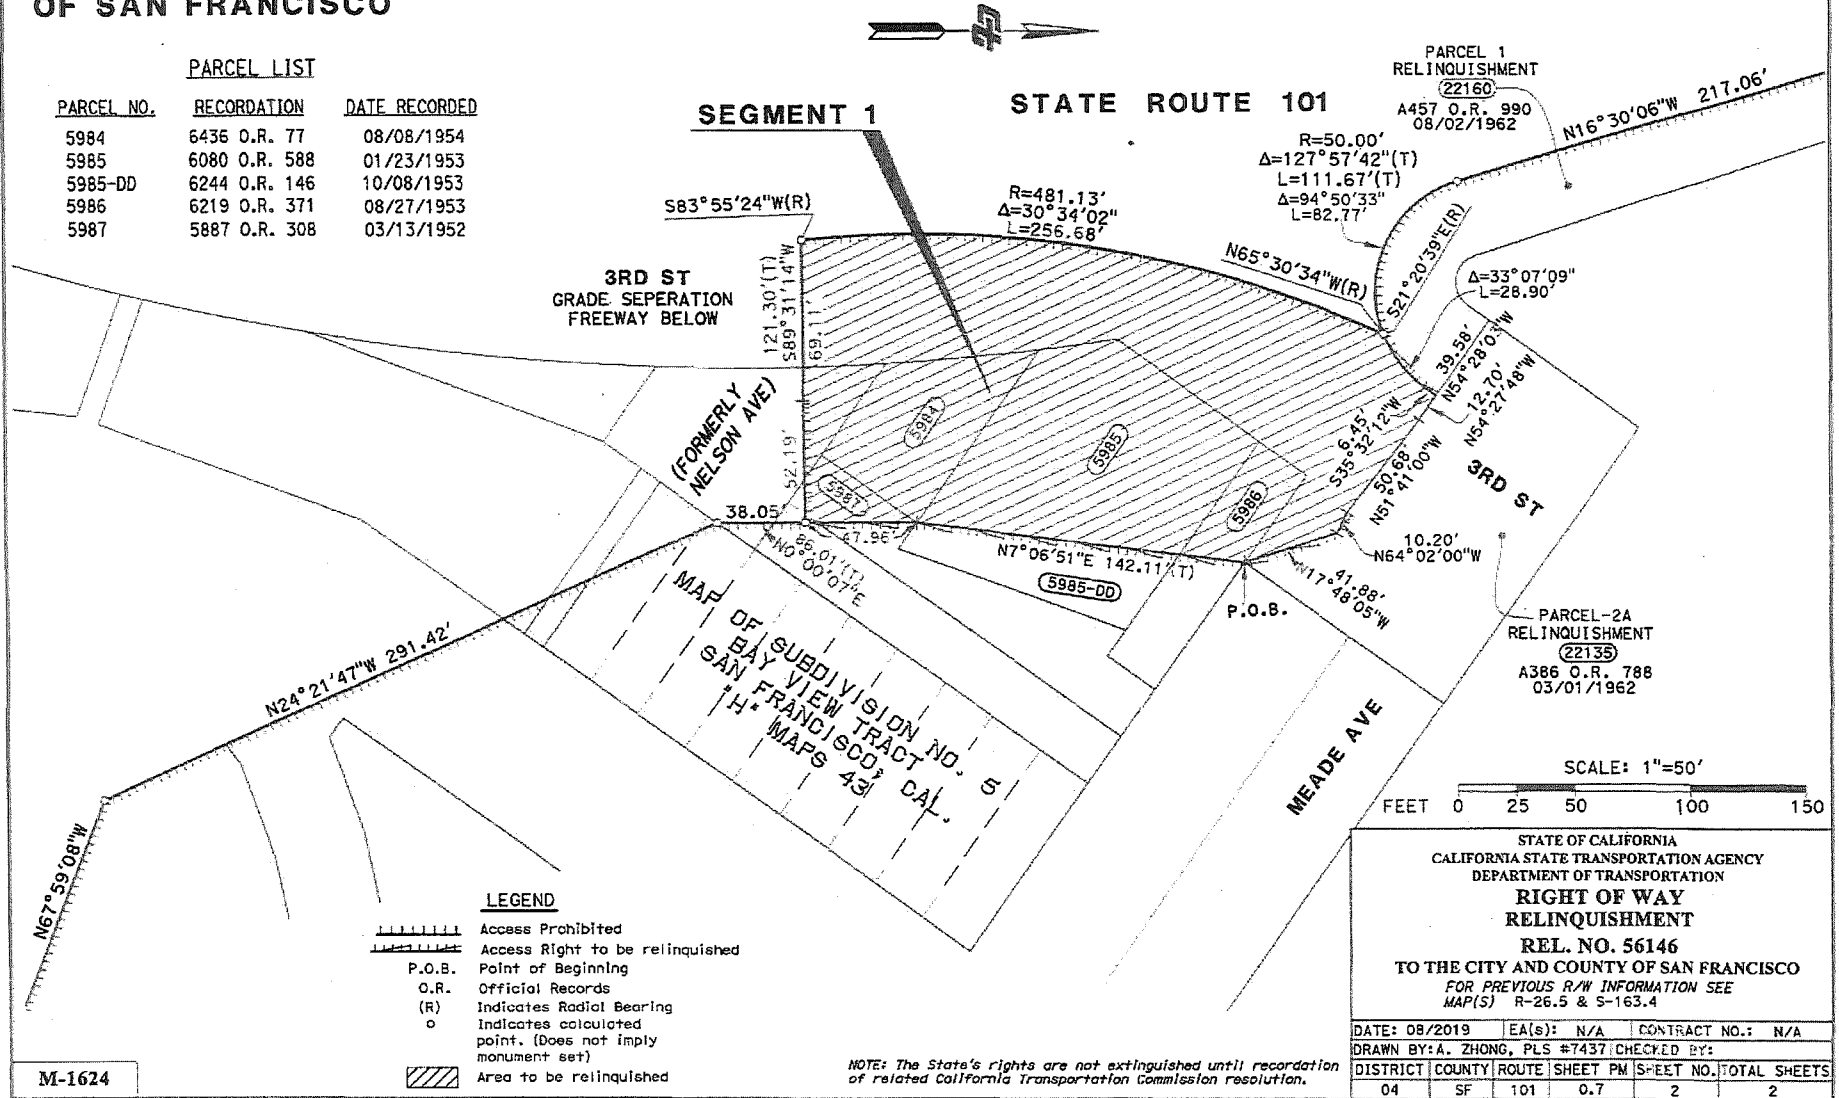 OF SAN FRANCISCO
PARCEL LIST
PARCEL NO. RECORDATION DATE RECORDED
5984 6436 O.R. 77 08/08/1954
5985 6080 O.R. 588 01/23/1953
5985-DD 6244 O.R. 146 10/08/1953
5986 6219 O.R. 371 08/27/1953
5987 5887 O.R. 308 03/13/1952
SEGMENT 1
STATE ROUTE 101
PARCEL 1
RELINQUISHMENT
22160
A457 O.R. 990
08/02/1962
N16°30'06"W 217.06'
R=50.00'
Δ=127°57'42"(T)
L=111.67'(T)
Δ=94°50'33"
L=82.77'
S83°55'24"W(R)
R=481.13'
Δ=30°34'02"
L=256.68'
N65°30'34"W(R)
S21°20'39"E(R)
Δ=33°07'09"
L=28.90'
3RD ST
GRADE SEPERATION
FREEWAY BELOW
121.30'(T)
S89°31'14"W
69.11'
52.19'
(FORMERLY
NELSON AVE)
39.58'
N54°28'03"W
12.70'
N54°27'48"W
6.45'
S35°32'12"W
50.68'
N51°41'00"W
3RD ST
5984
5985
5987
5986
38.05'
47.96'
86.01'(T)
N0°00'07"E
N7°06'51"E 142.11'(T)
5985-DD
10.20'
N64°02'00"W
41.88'
N17°48'05"W
P.O.B.
PARCEL-2A
RELINQUISHMENT
22135
A386 O.R. 788
03/01/1962
N24°21'47"W 291.42'
N67°59'08"W
MAP OF SUBDIVISION NO. 5
BAY VIEW TRACT
SAN FRANCISCO, CAL.
"H" MAPS 43
MEADE AVE
SCALE: 1"=50'
FEET 0 25 50 100 150
LEGEND
Access Prohibited
Access Right to be relinquished
P.O.B. Point of Beginning
O.R. Official Records
(R) Indicates Radial Bearing
o Indicates calculated
point. (Does not imply
monument set)
Area to be relinquished
M-1624
NOTE: The State's rights are not extinguished until recordation
of related California Transportation Commission resolution.
STATE OF CALIFORNIA
CALIFORNIA STATE TRANSPORTATION AGENCY
DEPARTMENT OF TRANSPORTATION
RIGHT OF WAY
RELINQUISHMENT
REL. NO. 56146
TO THE CITY AND COUNTY OF SAN FRANCISCO
FOR PREVIOUS R/W INFORMATION SEE
MAP(S) R-26.5 & S-163.4
DATE: 08/2019 EA(s): N/A CONTRACT NO.: N/A
DRAWN BY: A. ZHONG, PLS #7437 CHECKED BY:
DISTRICT COUNTY ROUTE SHEET PM SHEET NO. TOTAL SHEETS
04 SF 101 0.7 2 2